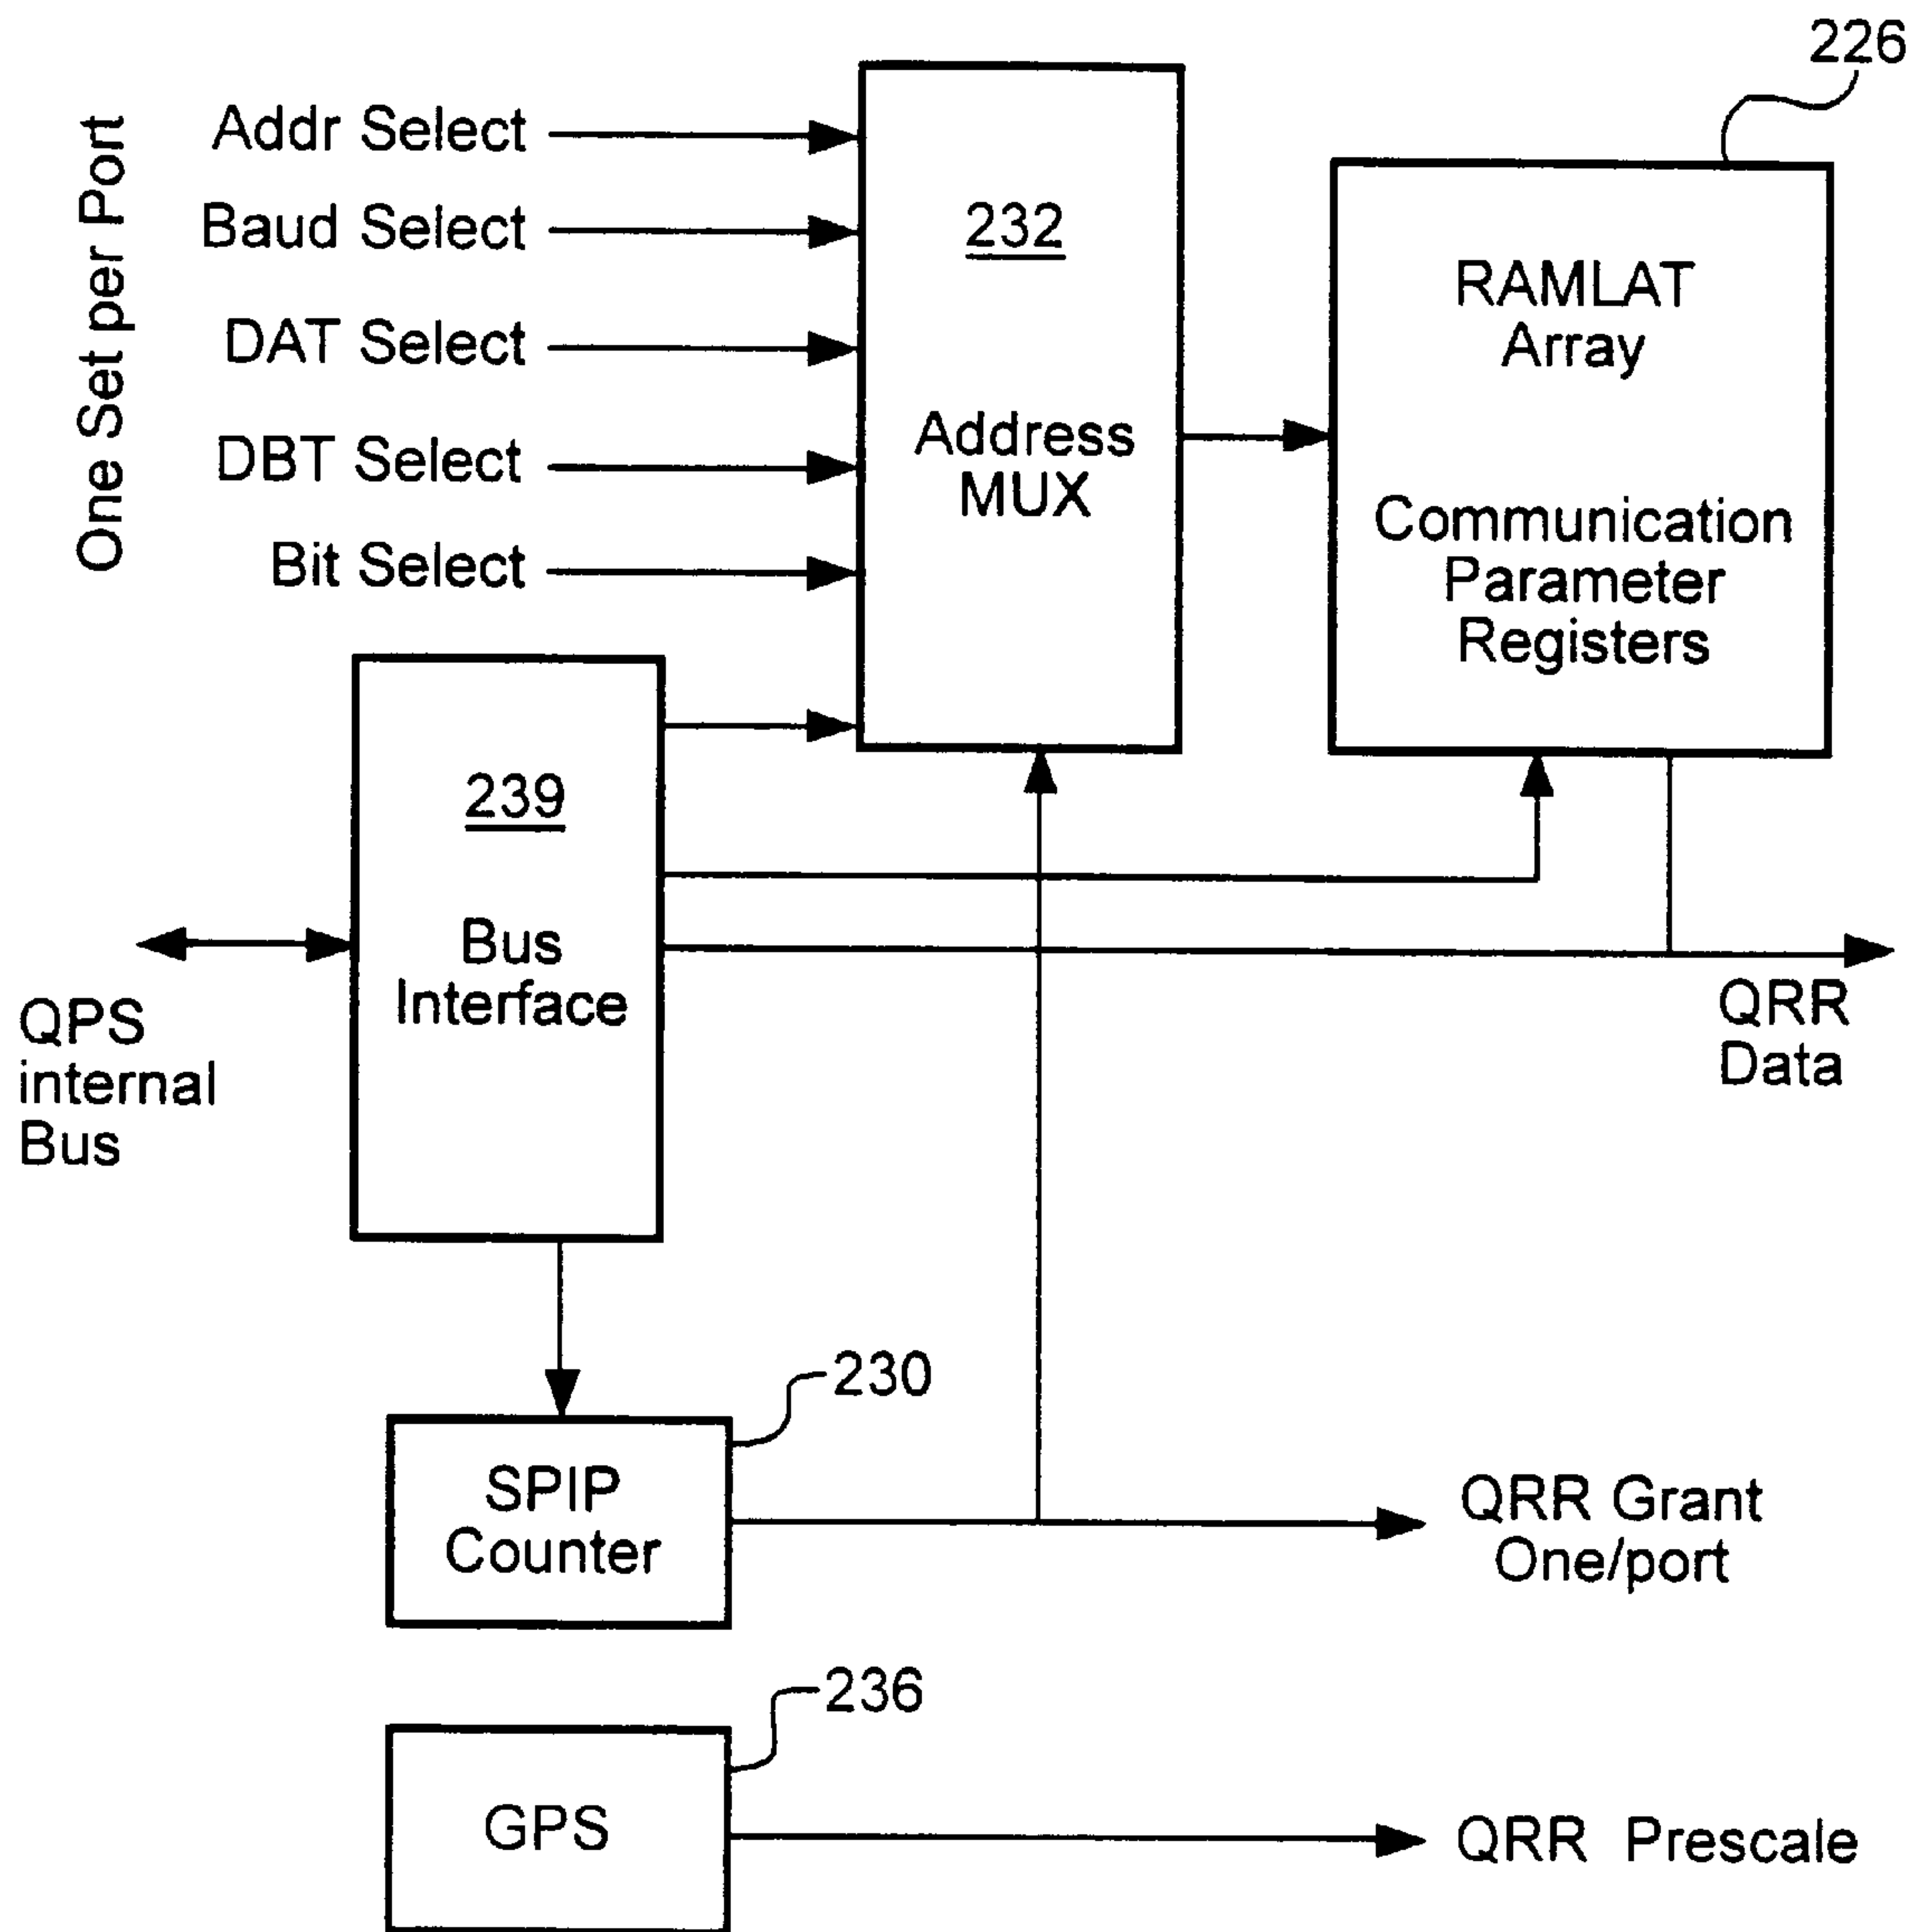 226
One Set per Port
Addr Select
Baud Select
DAT Select
DBT Select
Bit Select
232
Address
MUX
RAMLAT
Array
Communication
Parameter
Registers
239
Bus
Interface
QPS
internal
Bus
QRR
Data
230
SPIP
Counter
QRR Grant
One/port
236
GPS
QRR Prescale